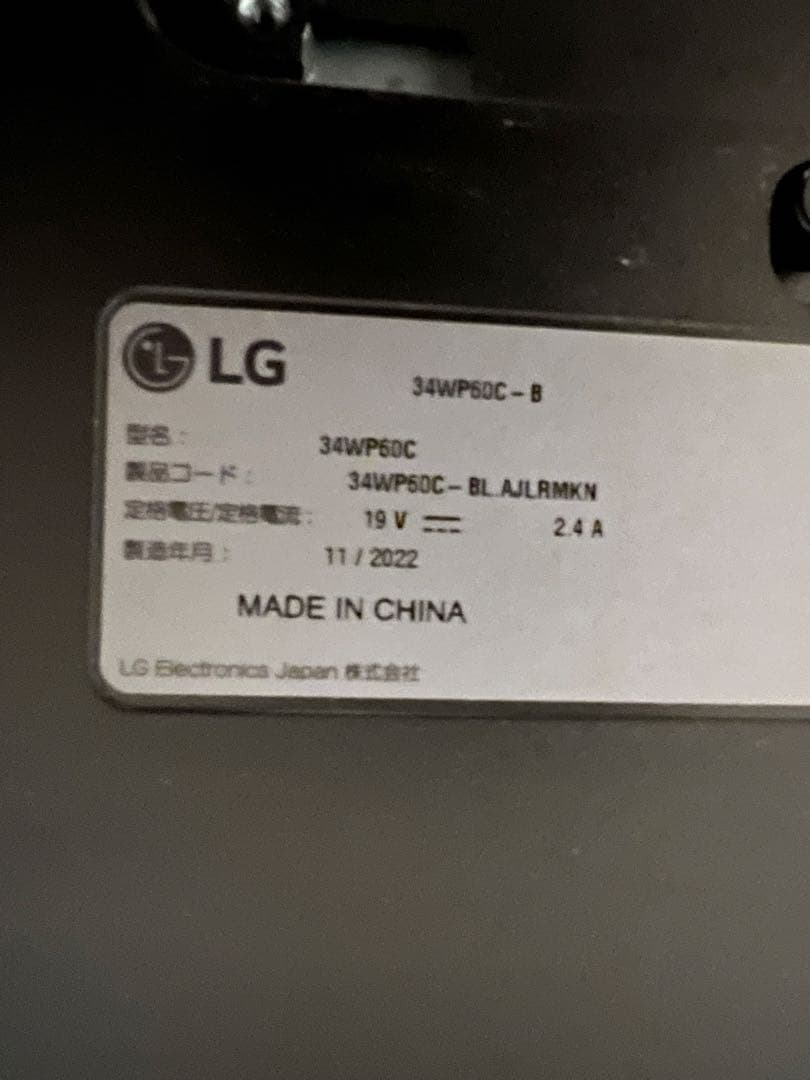 LG 34WP60C-B
型名: 34WP60C
製品コード: 34WP60C-BL.AJLRMKN
定格電圧/定格電流: 19 V ⎓ 2.4 A
製造年月: 11 / 2022
MADE IN CHINA
LG Electronics Japan 株式会社